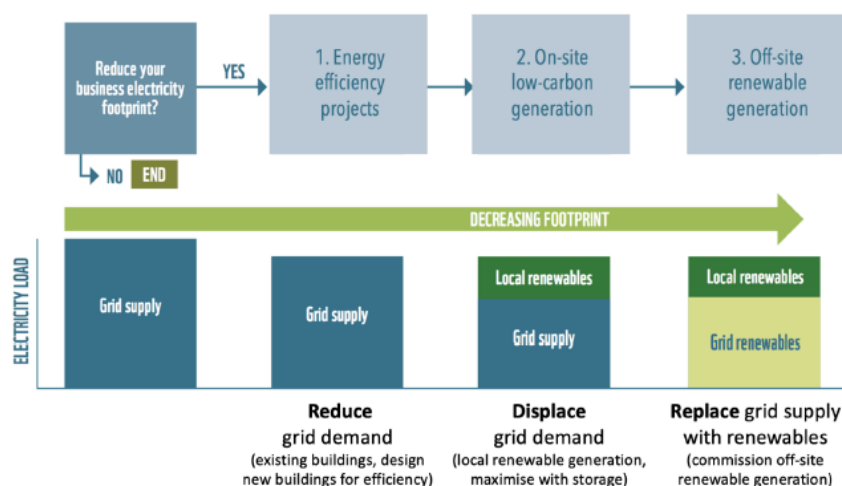 Reduce your
business electricity
footprint?
YES
1. Energy
efficiency
projects
2. On-site
low-carbon
generation
3. Off-site
renewable
generation
NO
END
DECREASING FOOTPRINT
ELECTRICITY LOAD
Grid supply
Grid supply
Local renewables
Grid supply
Local renewables
Grid renewables
Reduce
grid demand
(existing buildings, design
new buildings for efficiency)
Displace
grid demand
(local renewable generation,
maximise with storage)
Replace grid supply
with renewables
(commission off-site
renewable generation)